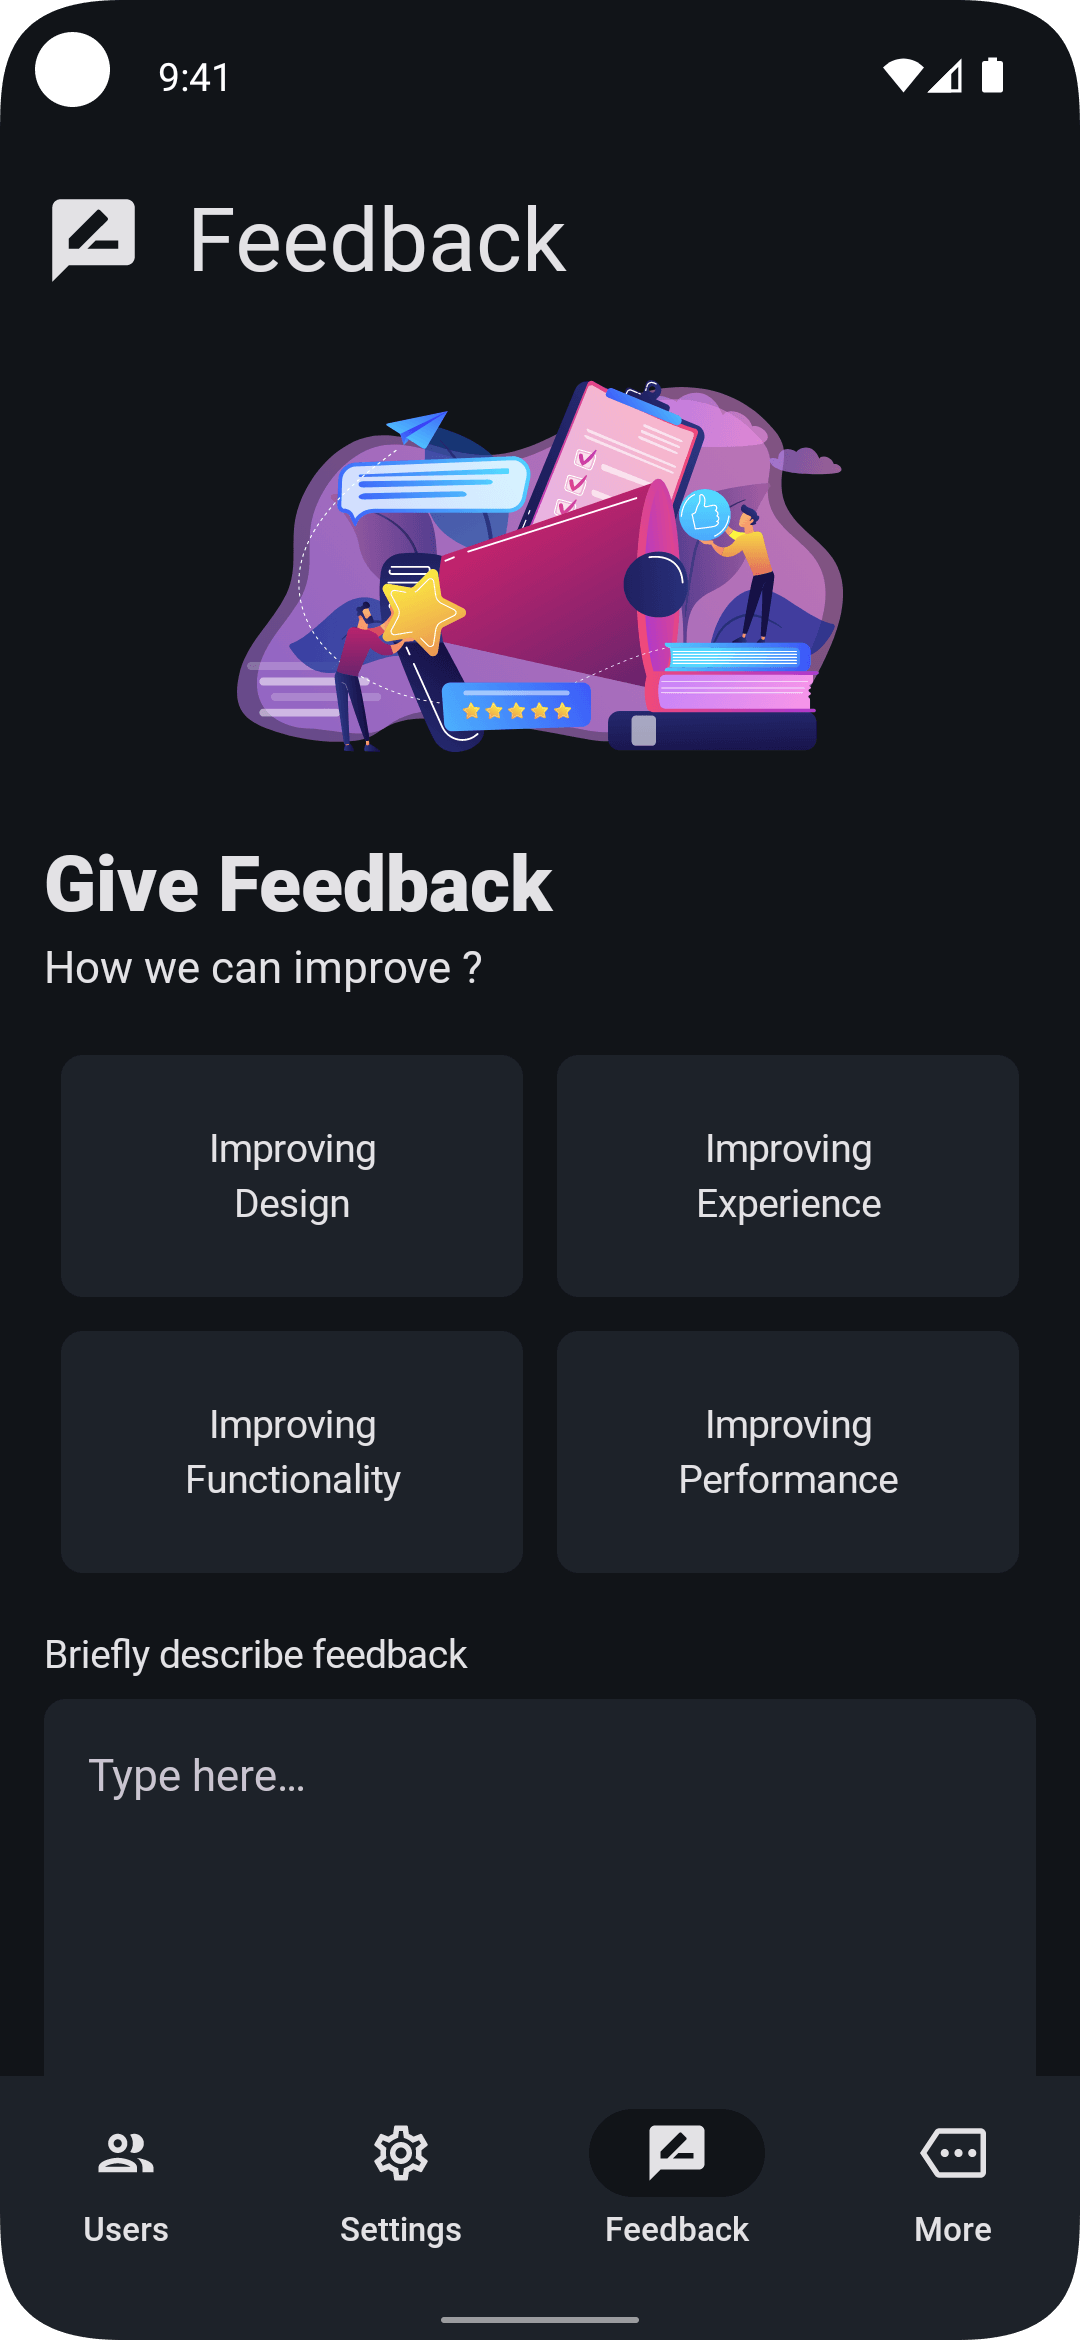 9:41
Feedback
Give Feedback
How we can improve ?
Improving
Design
Improving
Experience
Improving
Functionality
Improving
Performance
Briefly describe feedback
Type here...
Users
Settings
Feedback
More